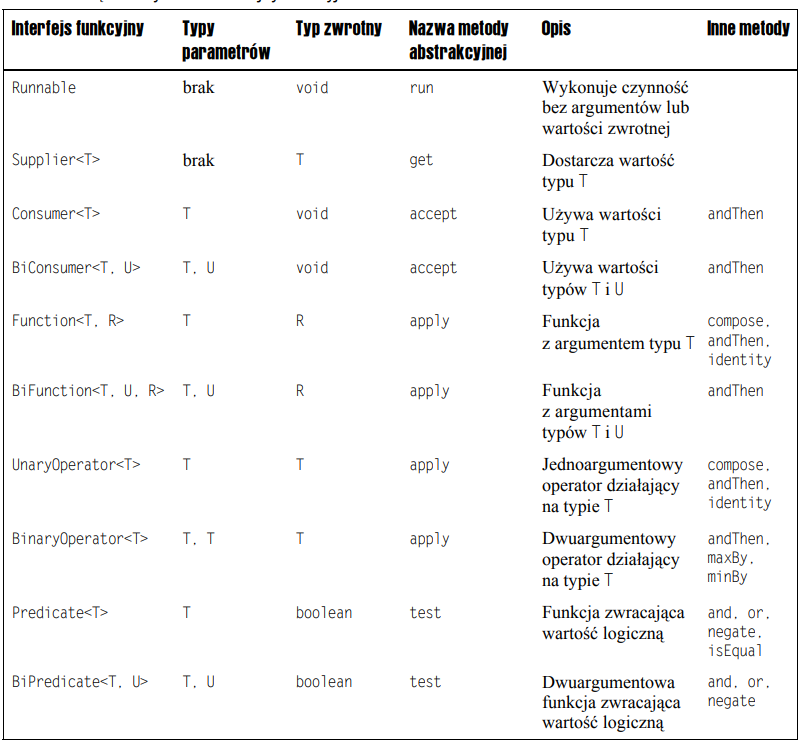 Interfejs funkcyjny Typy parametrów Typ zwrotny Nazwa metody abstrakcyjnej Opis Inne metody
Runnable brak void run Wykonuje czynność
bez argumentów lub
wartości zwrotnej
Supplier<T> brak T get Dostarcza wartość
typu T
Consumer<T> T void accept Używa wartości andThen
typu T
BiConsumer<T, U> T, U void accept Używa wartości andThen
typów T i U
Function<T, R> T R apply Funkcja compose,
z argumentem typu T andThen,
identity
BiFunction<T, U, R> T, U R apply Funkcja andThen
z argumentami
typów T i U
UnaryOperator<T> T T apply Jednoargumentowy compose,
operator działający andThen,
na typie T identity
BinaryOperator<T> T, T T apply Dwuargumentowy andThen,
operator działający maxBy,
na typie T minBy
Predicate<T> T boolean test Funkcja zwracająca and, or,
wartość logiczną negate,
isEqual
BiPredicate<T, U> T, U boolean test Dwuargumentowa and, or,
funkcja zwracająca negate
wartość logiczną